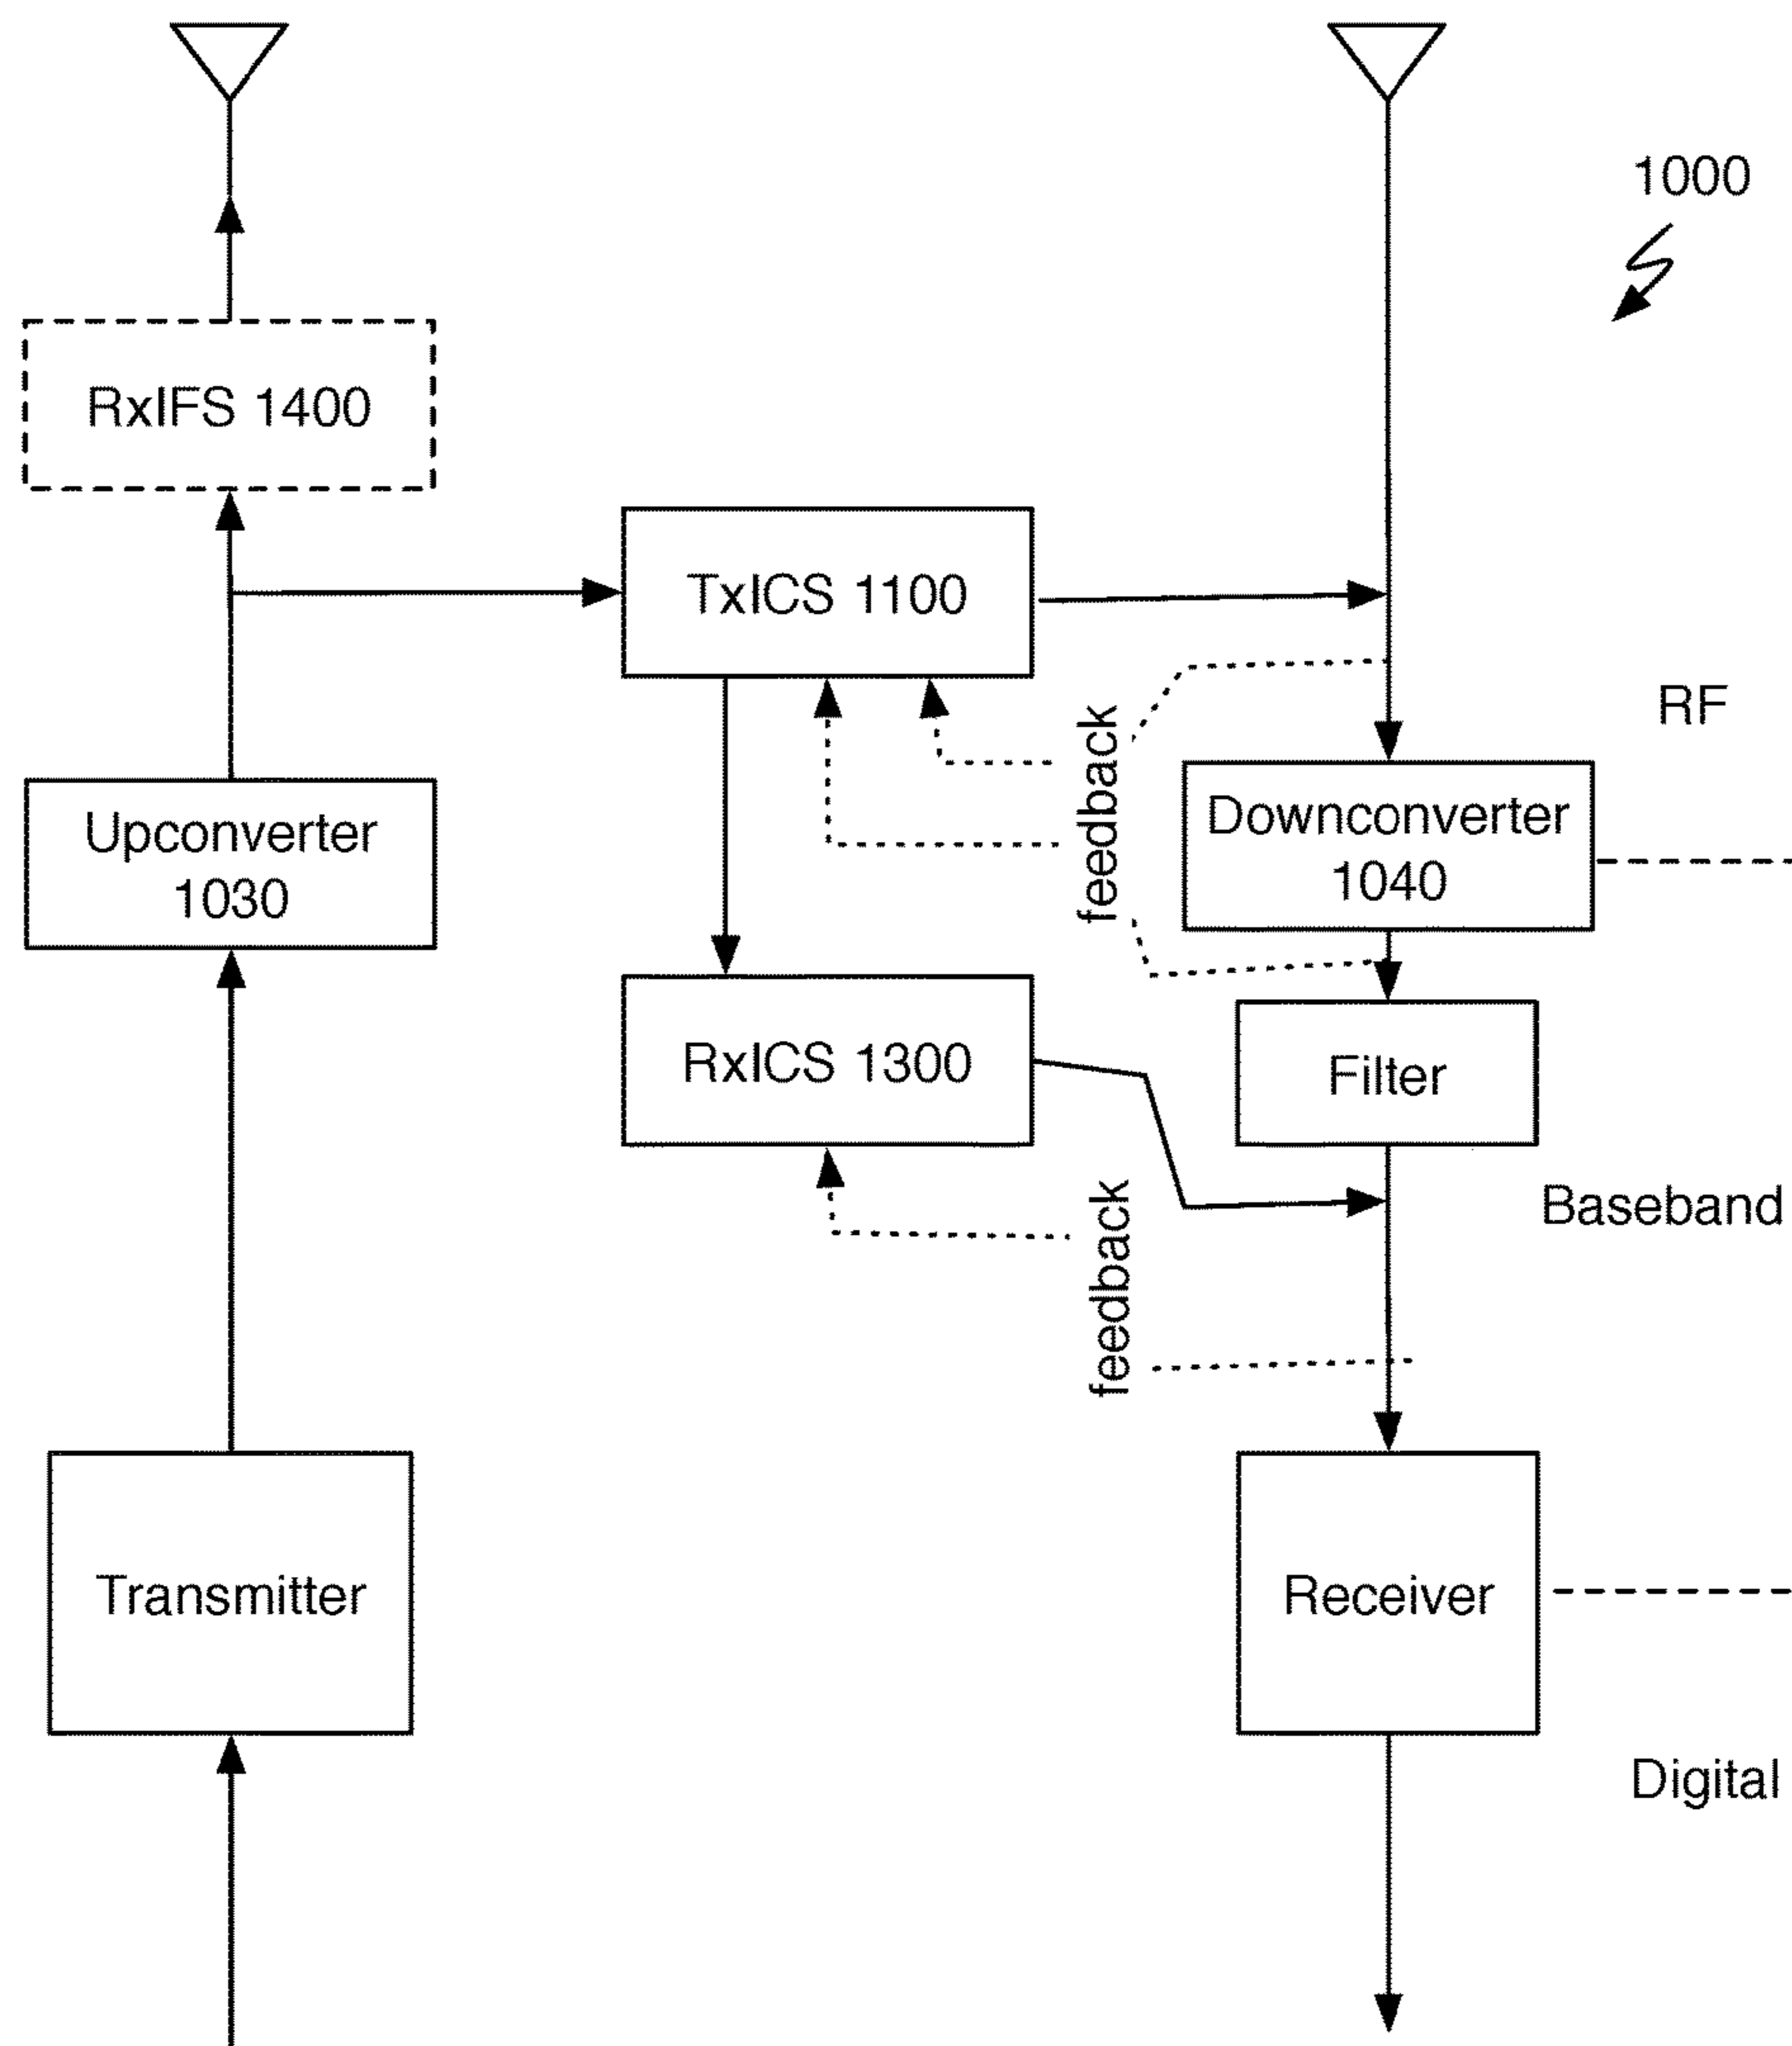 1000
RxIFS 1400
TxICS 1100
RF
feedback
Upconverter
1030
Downconverter
1040
RxICS 1300
Filter
Baseband
feedback
Transmitter
Receiver
Digital